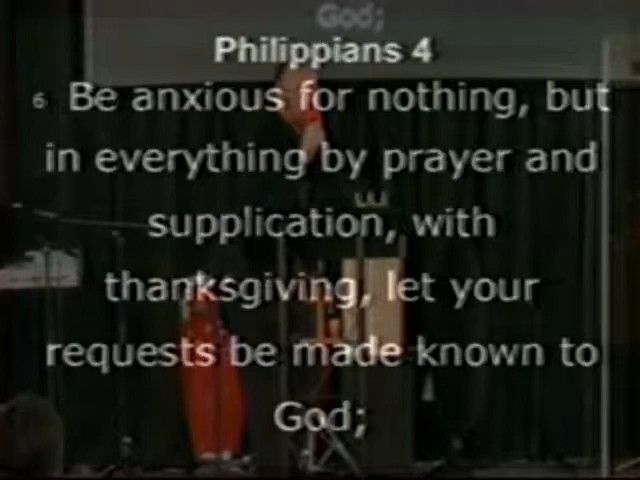 God;
Philippians 4
6 Be anxious for nothing, but
in everything by prayer and
supplication, with
thanksgiving, let your
requests be made known to
God;